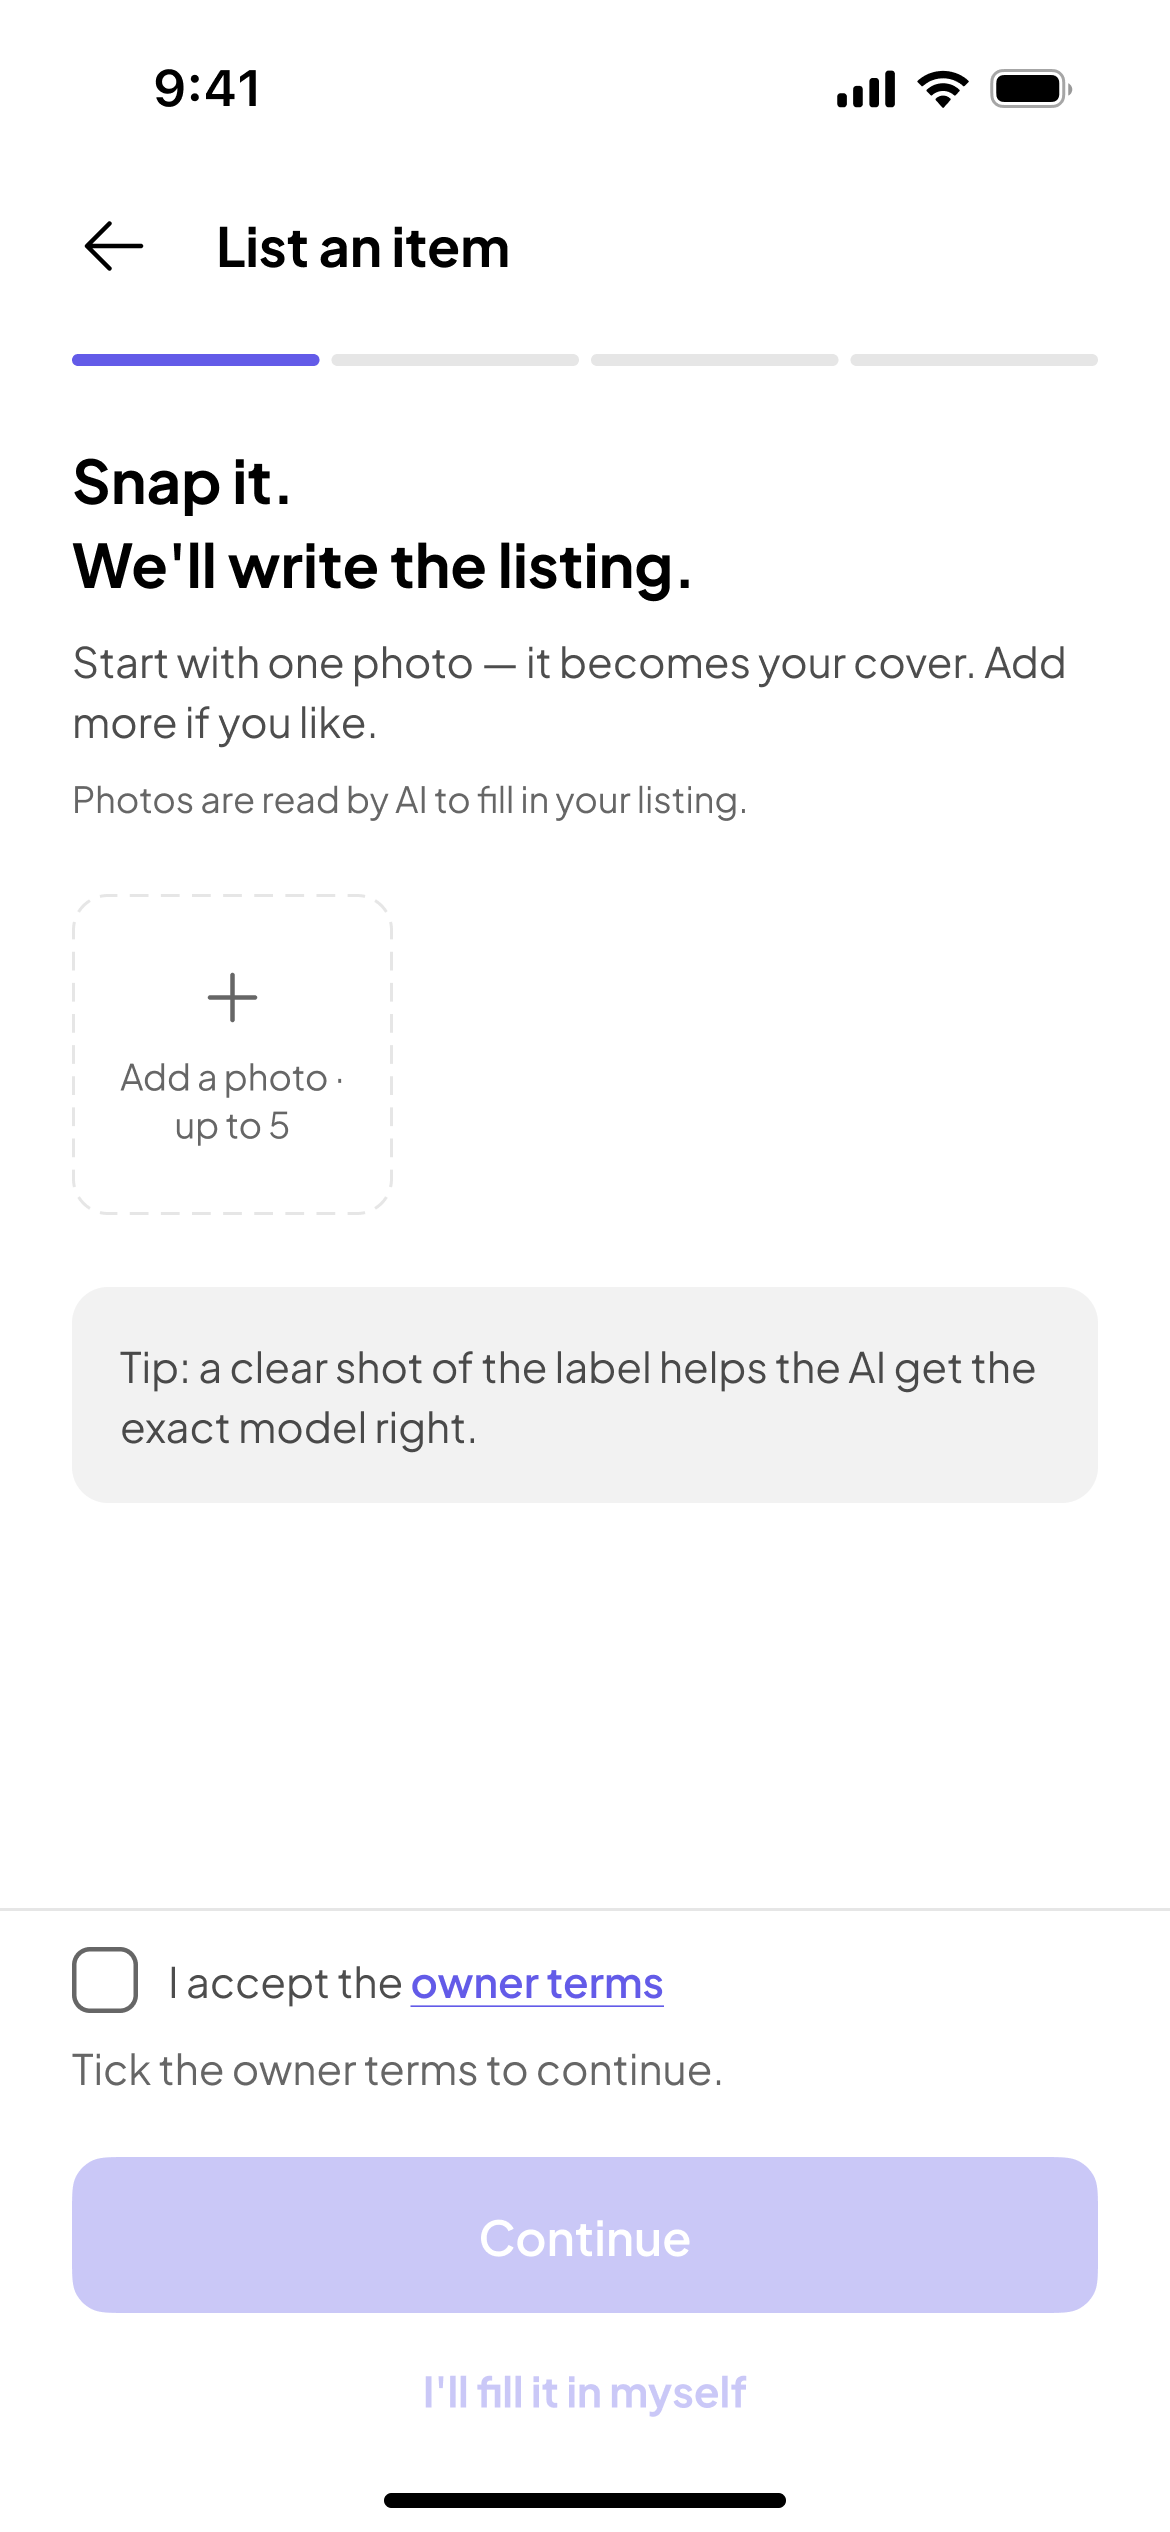 9:41
List an item
Snap it.
We'll write the listing.
Start with one photo — it becomes your cover. Add
more if you like.
Photos are read by AI to fill in your listing.
Add a photo ·
up to 5
Tip: a clear shot of the label helps the AI get the
exact model right.
I accept the owner terms
Tick the owner terms to continue.
Continue
I'll fill it in myself